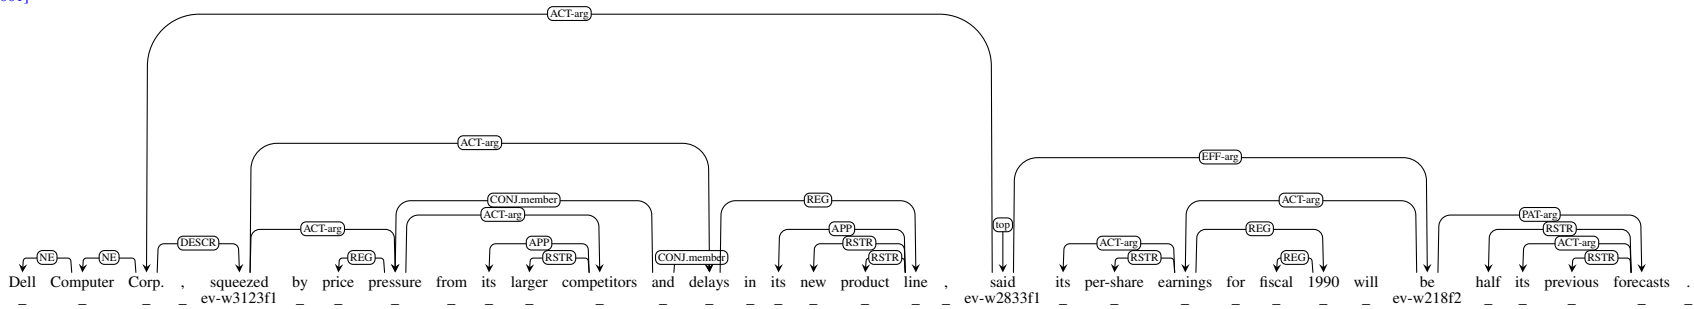 ACT-arg
ACT-arg
EFF-arg
CONJ.member REG ACT-arg
ACT-arg PAT-arg
top
ACT-arg APP REG RSTR
DESCR APP RSTR ACT-arg ACT-arg
NE NE REG RSTR CONJ.member RSTR RSTR REG RSTR
Dell Computer Corp. , squeezed by price pressure from its larger competitors and delays in its new product line , said its per-share earnings for fiscal 1990 will be half its previous forecasts .
_ _ _ _ ev-w3123f1 _ _ _ _ _ _ _ _ _ _ _ _ _ _ _ ev-w2833f1 _ _ _ _ _ _ _ ev-w218f2 _ _ _ _ _